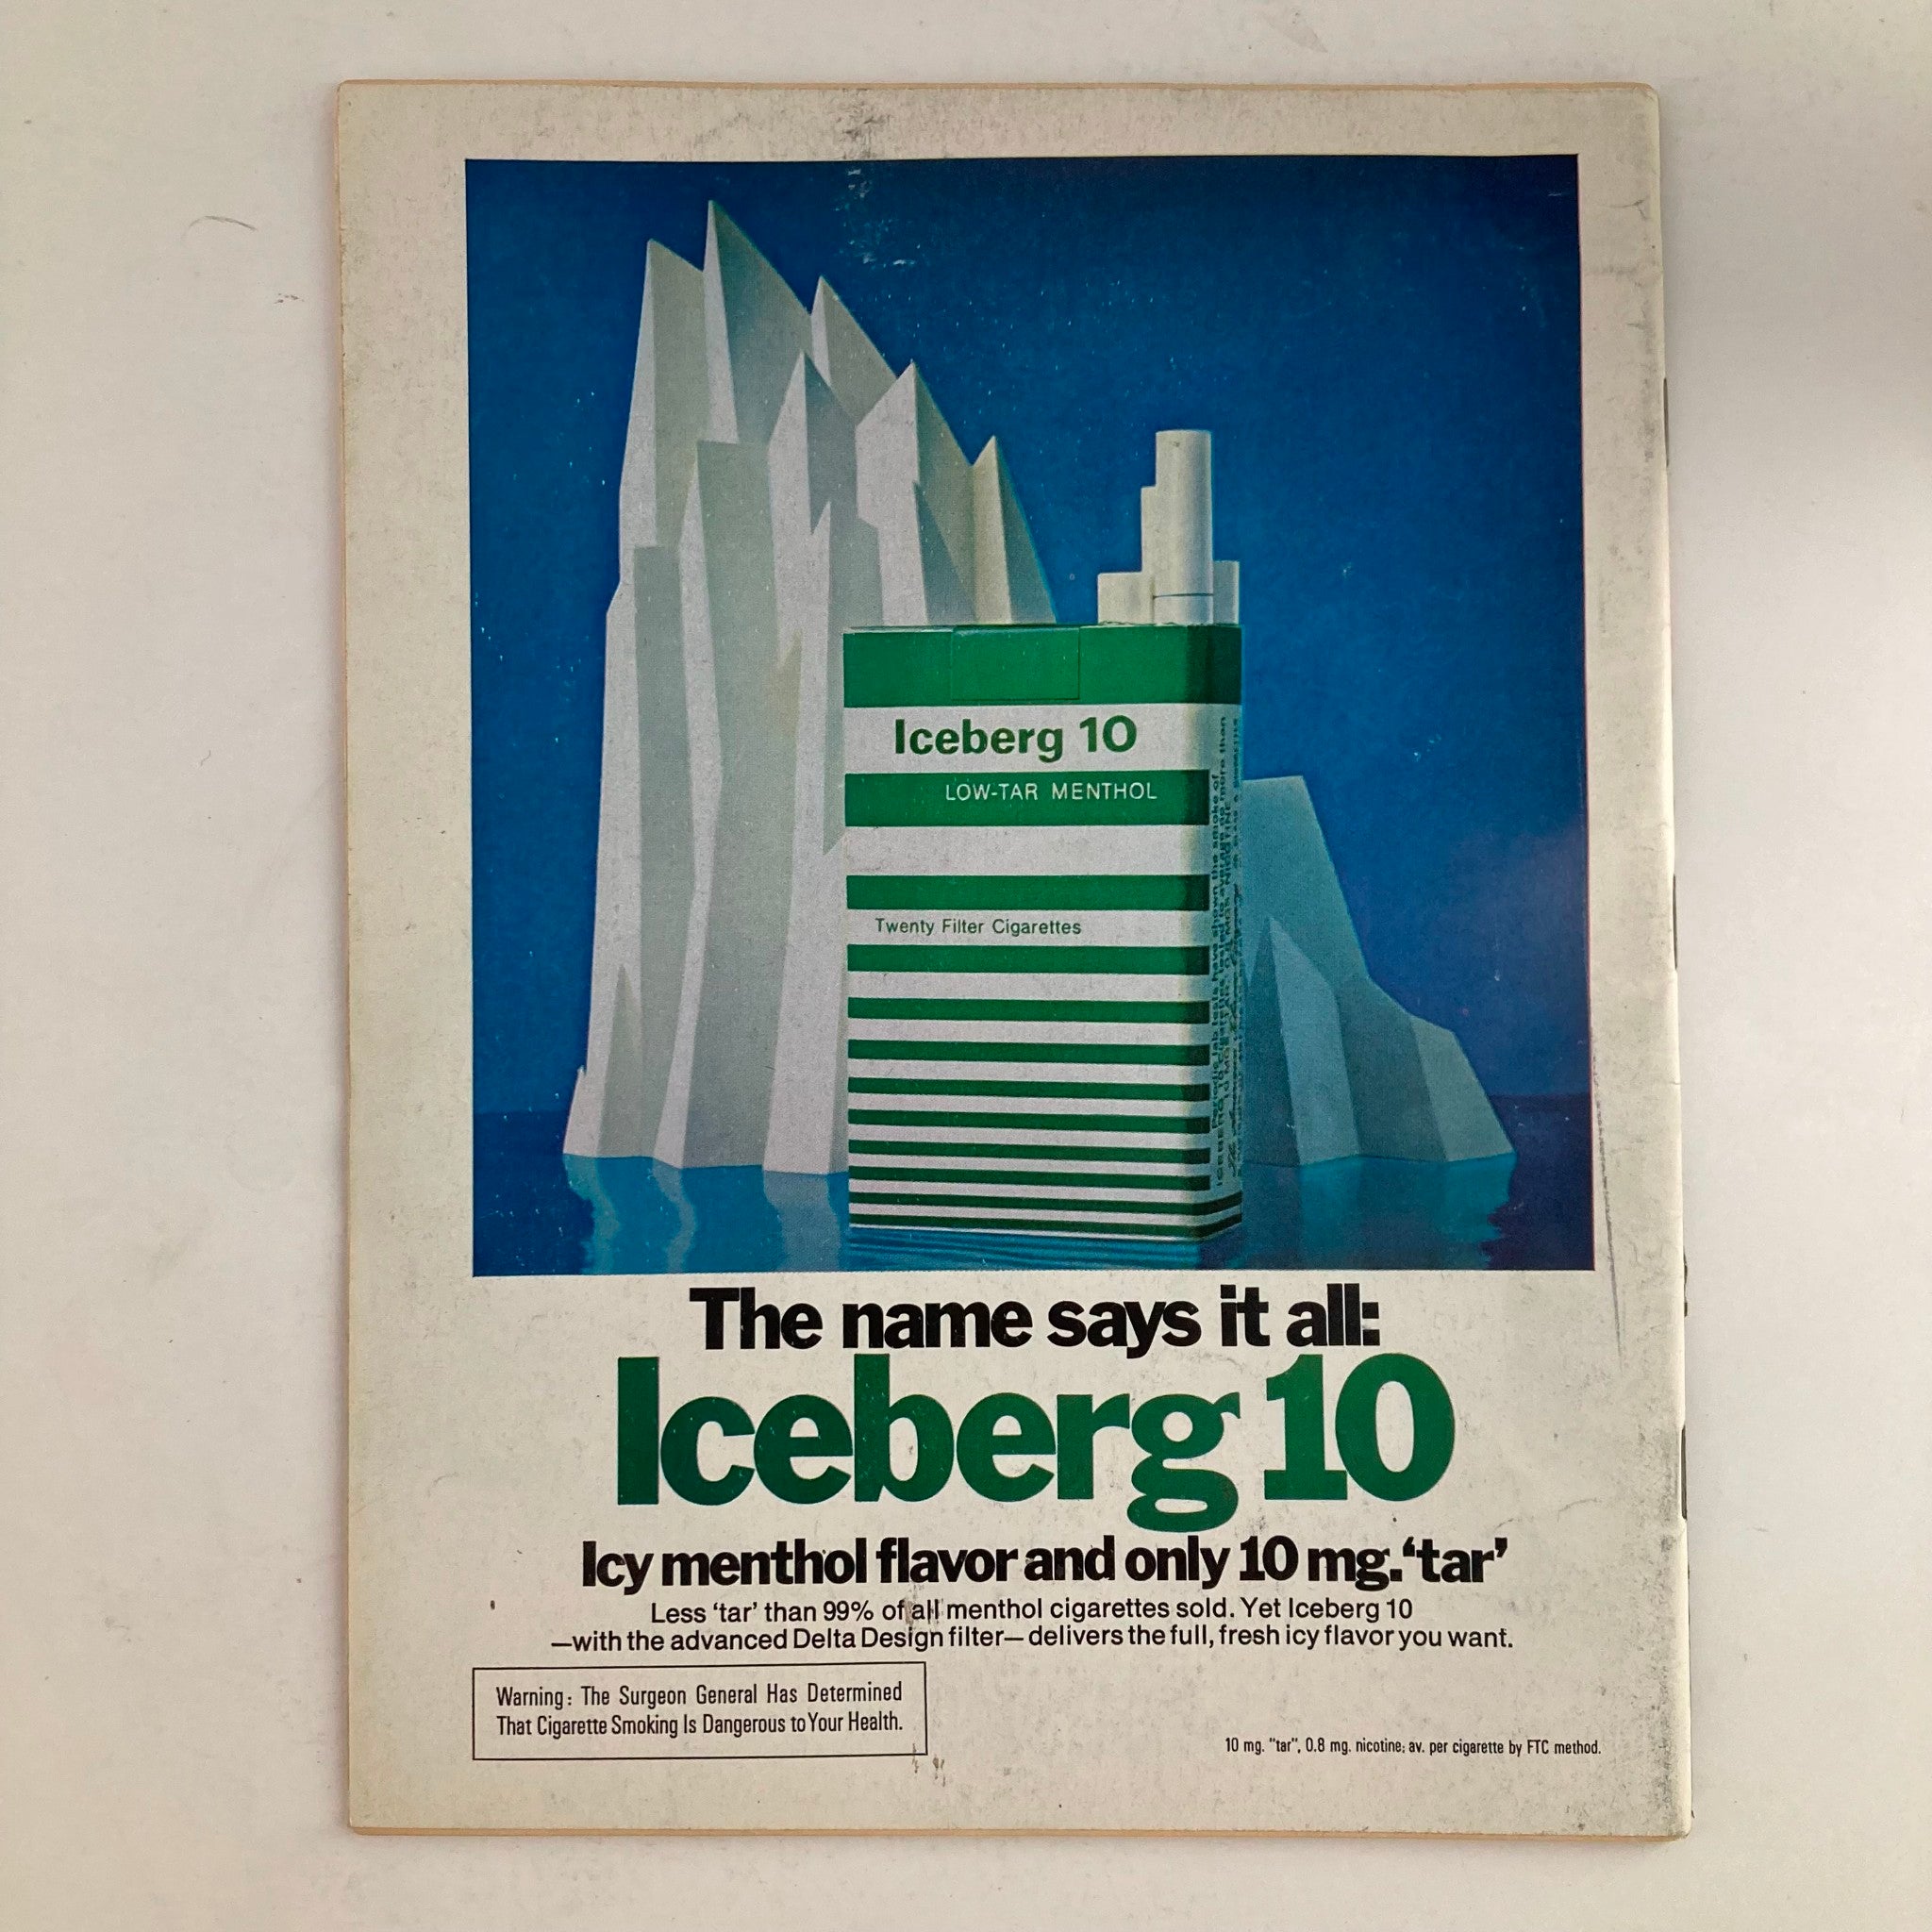 Iceberg 10
LOW-TAR MENTHOL
Twenty Filter Cigarettes
The name says it all:
Iceberg 10
Icy menthol flavor and only 10 mg. ‘tar’
Less ‘tar’ than 99% of all menthol cigarettes sold. Yet Iceberg 10
—with the advanced Delta Design filter— delivers the full, fresh icy flavor you want.
Warning: The Surgeon General Has Determined
That Cigarette Smoking Is Dangerous to Your Health.
10 mg. "tar", 0.8 mg. nicotine; av. per cigarette by FTC method.